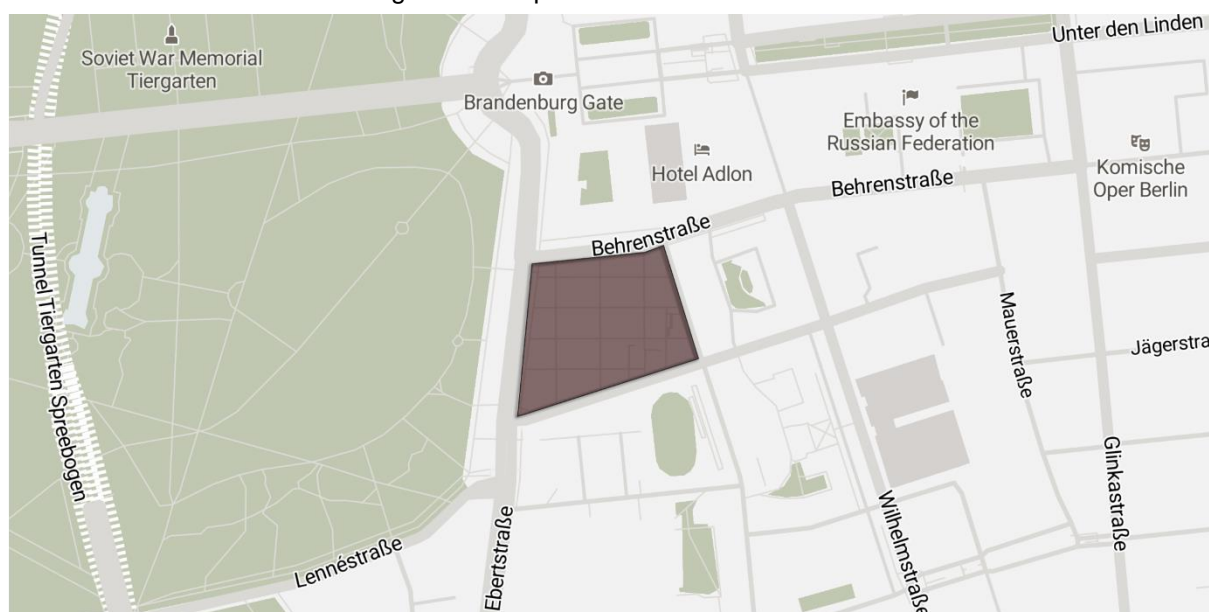 Soviet War Memorial
Tiergarten
Unter den Linden
Brandenburg Gate
Embassy of the
Russian Federation
Hotel Adlon
Komische
Oper Berlin
Behrenstraße
Behrenstraße
Tunnel Tiergarten Spreebogen
Mauerstraße
Jägerstra
Glinkastraße
Wilhelmstraße
Lennéstraße
Ebertstraße